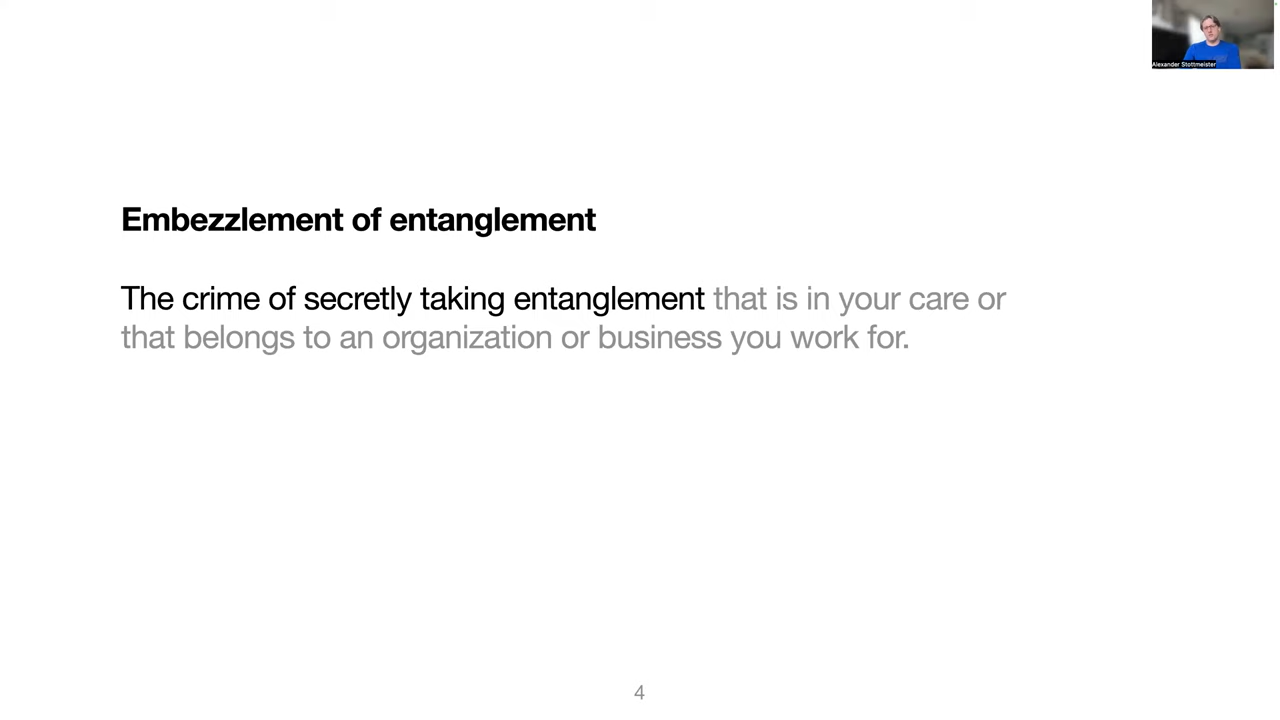 Alexander Stottmeister
Embezzlement of entanglement
The crime of secretly taking entanglement that is in your care or
that belongs to an organization or business you work for.
4